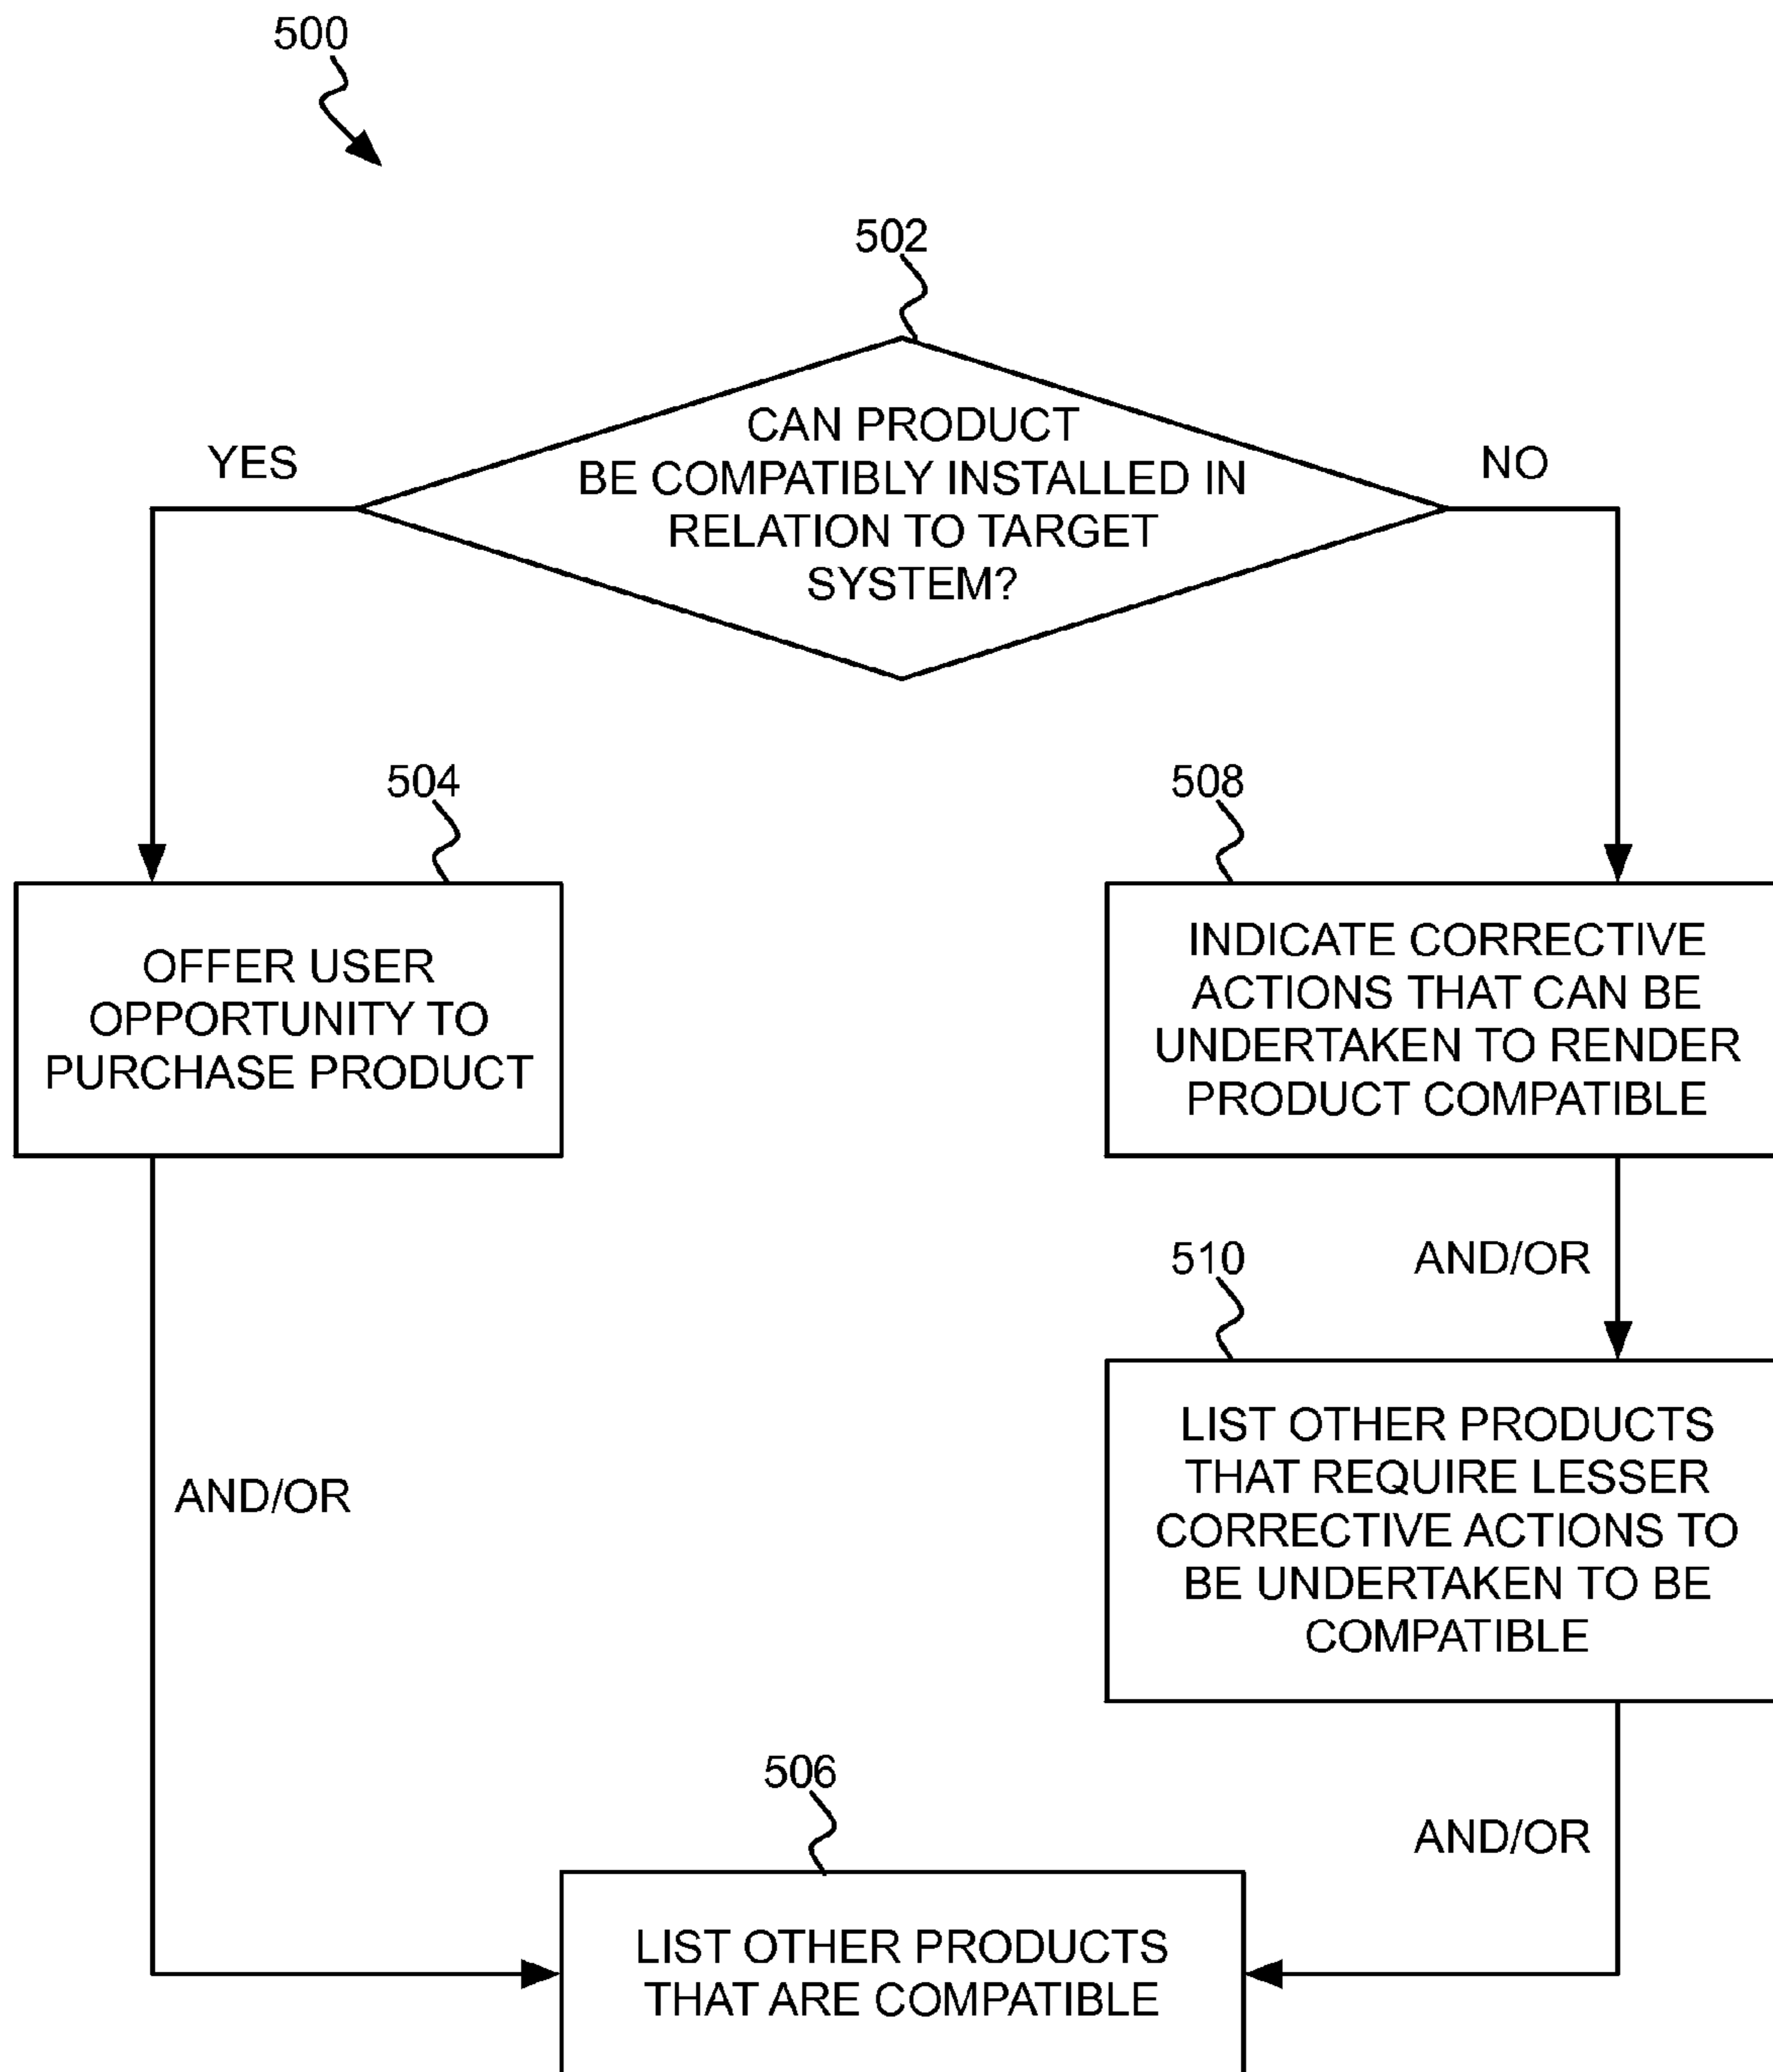 500
502
CAN PRODUCT
BE COMPATIBLY INSTALLED IN
RELATION TO TARGET
SYSTEM?
YES
NO
504
OFFER USER
OPPORTUNITY TO
PURCHASE PRODUCT
508
INDICATE CORRECTIVE
ACTIONS THAT CAN BE
UNDERTAKEN TO RENDER
PRODUCT COMPATIBLE
AND/OR
510
LIST OTHER PRODUCTS
THAT REQUIRE LESSER
CORRECTIVE ACTIONS TO
BE UNDERTAKEN TO BE
COMPATIBLE
AND/OR
AND/OR
506
LIST OTHER PRODUCTS
THAT ARE COMPATIBLE